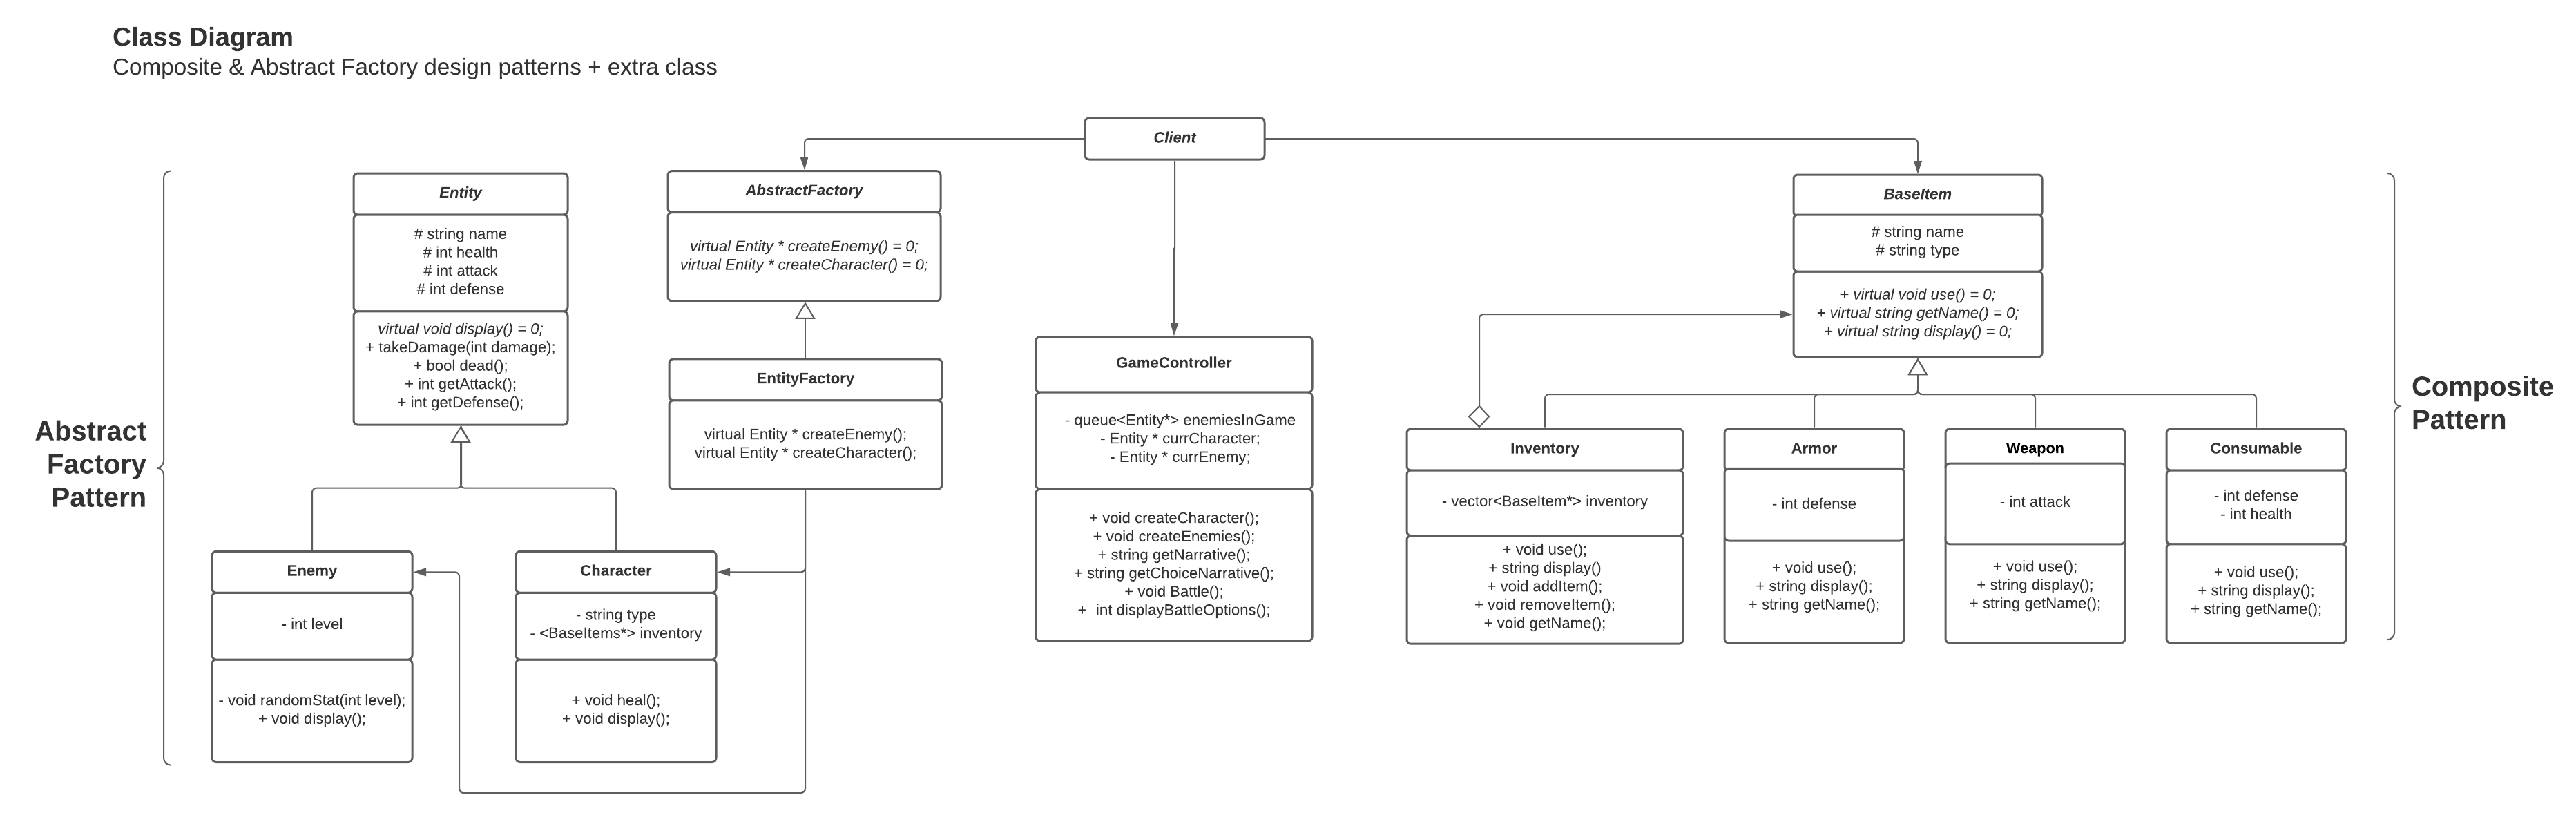 Class Diagram
Composite & Abstract Factory design patterns + extra class
Client
Abstract
Factory
Pattern
Entity
# string name
# int health
# int attack
# int defense
virtual void display() = 0;
+ takeDamage(int damage);
+ bool dead();
+ int getAttack();
+ int getDefense();
AbstractFactory
virtual Entity * createEnemy() = 0;
virtual Entity * createCharacter() = 0;
EntityFactory
virtual Entity * createEnemy();
virtual Entity * createCharacter();
Enemy
- int level
- void randomStat(int level);
+ void display();
Character
- string type
- <BaseItems*> inventory
+ void heal();
+ void display();
GameController
- queue<Entity*> enemiesInGame
- Entity * currCharacter;
- Entity * currEnemy;
+ void createCharacter();
+ void createEnemies();
+ string getNarrative();
+ string getChoiceNarrative();
+ void Battle();
+ int displayBattleOptions();
BaseItem
# string name
# string type
+ virtual void use() = 0;
+ virtual string getName() = 0;
+ virtual string display() = 0;
Inventory
- vector<BaseItem*> inventory
+ void use();
+ string display()
+ void addItem();
+ void removeItem();
+ void getName();
Armor
- int defense
+ void use();
+ string display();
+ string getName();
Weapon
- int attack
+ void use();
+ string display();
+ string getName();
Consumable
- int defense
- int health
+ void use();
+ string display();
+ string getName();
Composite
Pattern